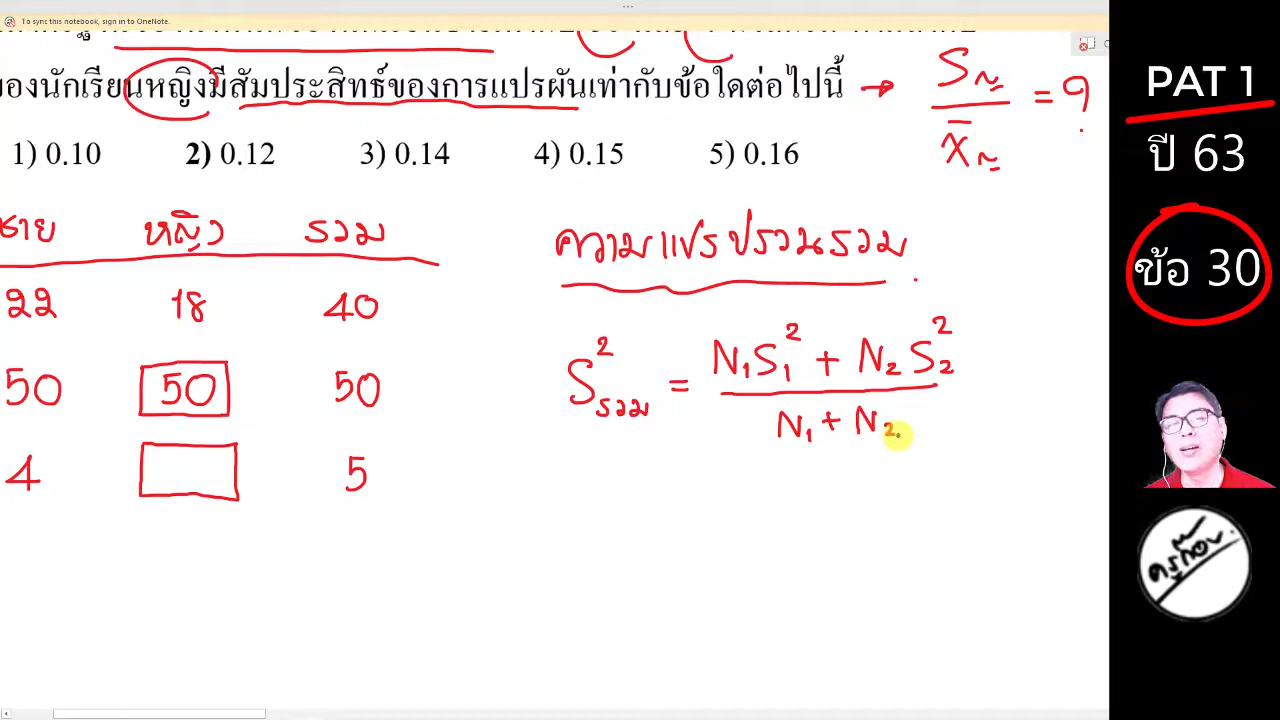 To sync this notebook, sign in to OneNote.
ของนักเรียนหญิงมีสัมประสิทธ์ของการแปรผันเท่ากับข้อใดต่อไปนี้ → Sญ / x̄ญ = ?
1) 0.10 2) 0.12 3) 0.14 4) 0.15 5) 0.16
ชาย หญิง รวม
22 18 40
50 50 50
4 5
ความแปรปรวนรวม
S²รวม = N₁S₁² + N₂S₂² / N₁ + N₂
PAT 1
ปี 63
ข้อ 30
ครูก๊อบ